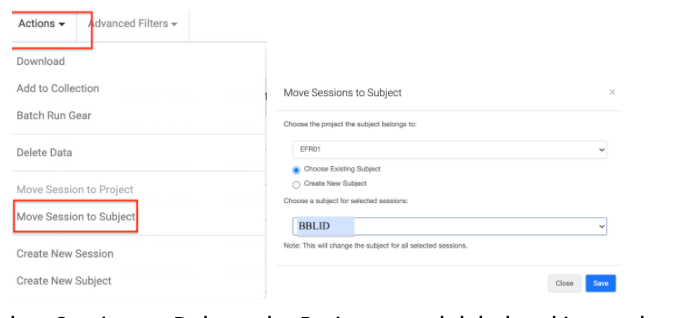 Actions Advanced Filters
Download
Add to Collection
Batch Run Gear
Delete Data
Move Session to Project
Move Session to Subject
Create New Session
Create New Subject
Move Sessions to Subject ×
Choose the project the subject belongs to:
EFR01
Choose Existing Subject
Create New Subject
Choose a subject for selected sessions:
BBLID
Note: This will change the subject for all selected sessions.
Close Save